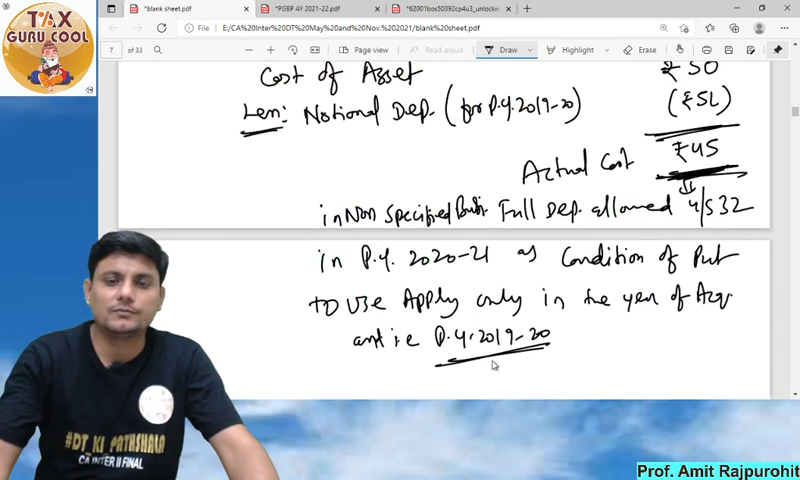 TAX
GURU COOL
*blank sheet.pdf
*PGBP AY 2021-22.pdf
*62001bos50392cp4u3_unlocke
File
E:/CA%20Inter%20DT%20May%20and%20Nov.%202021/blank%20sheet.pdf
7 of 33
Page view
Read aloud
Draw
Highlight
Erase
Cost of Asset ₹50
Less: Notional Dep. (for P.Y. 2019-20) (₹5L)
Actual Cost ₹45
in Non Specified Full Dep. allowed u/s 32
in P.Y. 2020-21 as Condition of Put
to use Apply only in the year of Acq
i.e P.Y. 2019-20
#DT_KI PATHSHALA
CA INTER II FINAL
Prof. Amit Rajpurohit